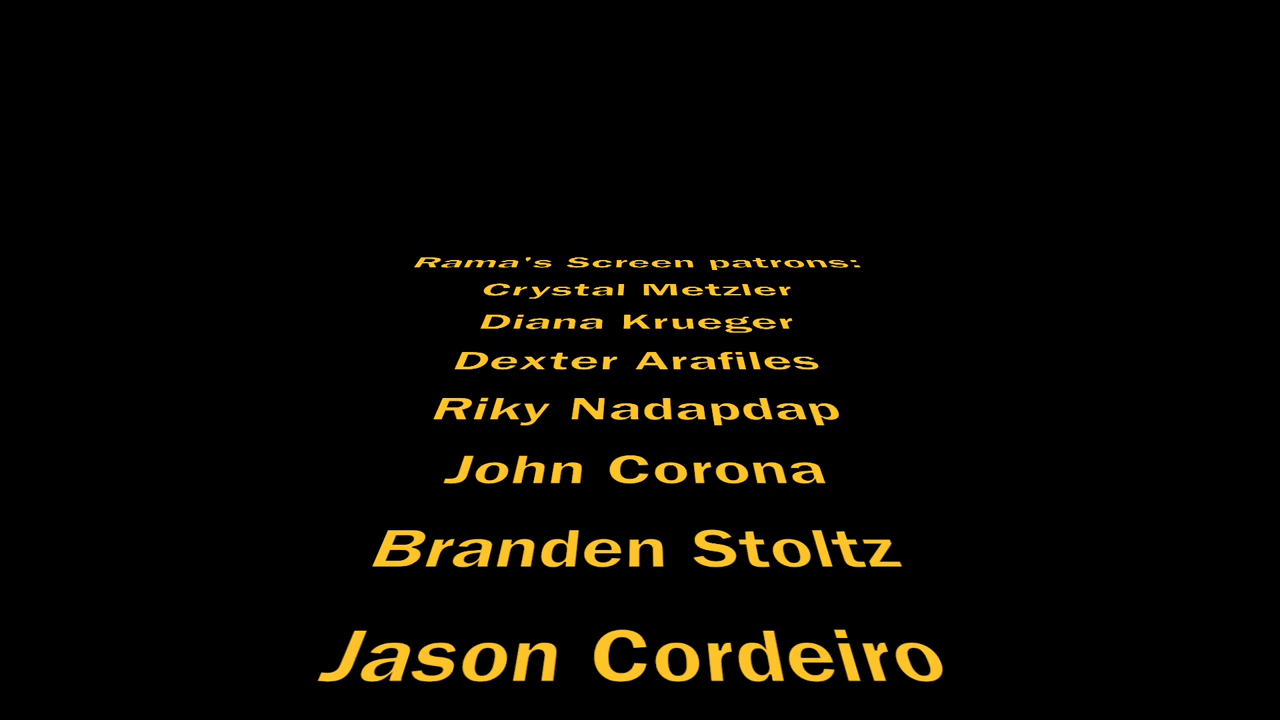 Rama's Screen patrons:
Crystal Metzler
Diana Krueger
Dexter Arafiles
Riky Nadapdap
John Corona
Branden Stoltz
Jason Cordeiro